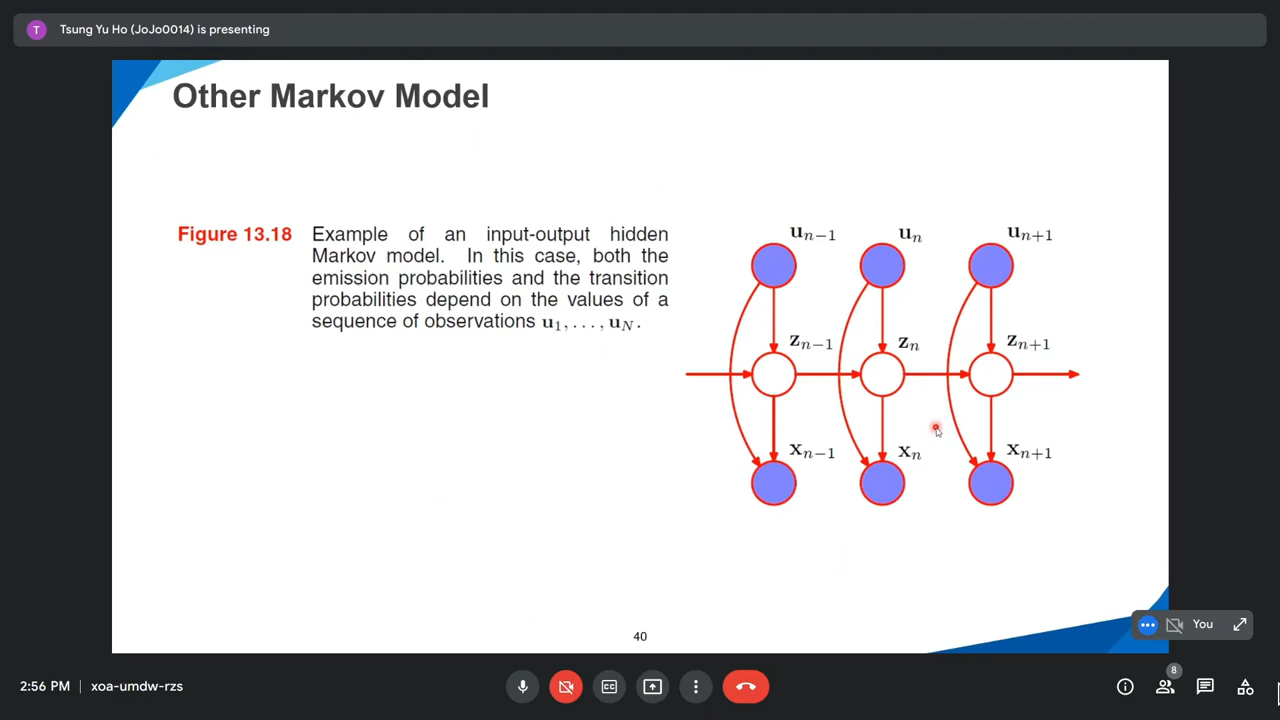 T
Tsung Yu Ho (JoJo0014) is presenting
Other Markov Model
Figure 13.18 Example of an input-output hidden
Markov model. In this case, both the
emission probabilities and the transition
probabilities depend on the values of a
sequence of observations u₁, . . . , u_N.
uₙ₋₁ uₙ uₙ₊₁
zₙ₋₁ zₙ zₙ₊₁
xₙ₋₁ xₙ xₙ₊₁
You
40
2:56 PM | xoa-umdw-rzs
CC
8